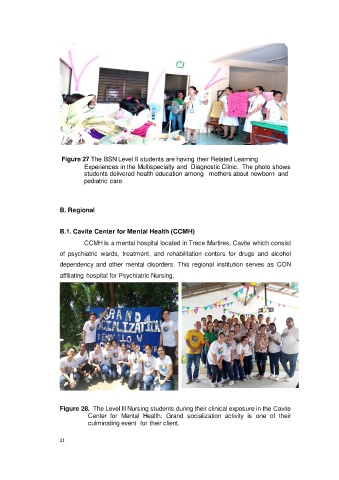 Figure 27 The BSN Level II students are having their Related Learning
Experiences in the Multispecialty and Diagnostic Clinic. The photo shows
students delivered health education among mothers about newborn and
pediatric care.
B. Regional
B.1. Cavite Center for Mental Health (CCMH)
CCMH is a mental hospital located in Trece Martires, Cavite which consist
of psychiatric wards, treatment, and rehabilitation centers for drugs and alcohol
dependency and other mental disorders. This regional institution serves as CON
affiliating hospital for Psychiatric Nursing.
GRAND
SOCIALIZATION
Figure 28. The Level III Nursing students during their clinical exposure in the Cavite
Center for Mental Health. Grand socialization activity is one of their
culminating event for their client.
21